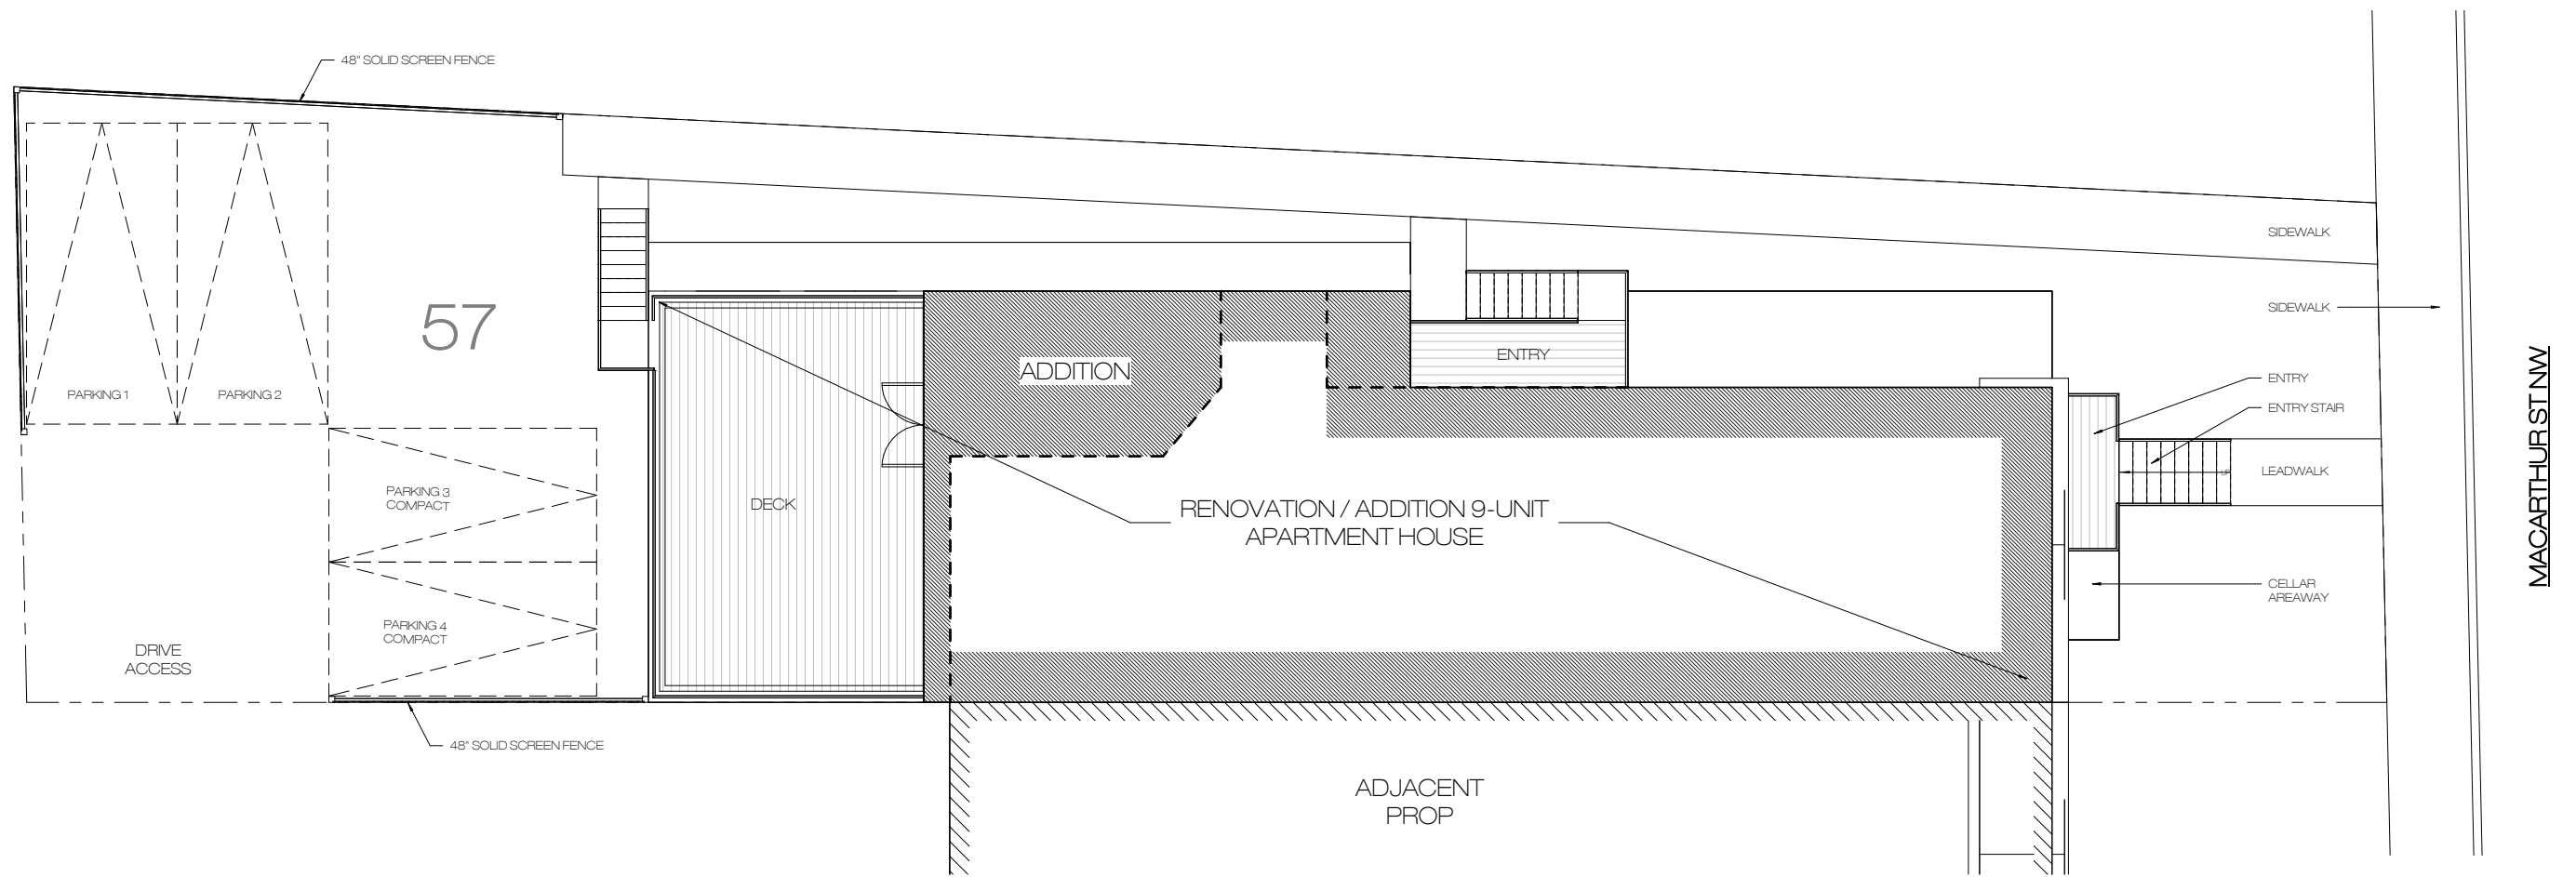 48" SOLID SCREEN FENCE
SIDEWALK
57
SIDEWALK
ENTRY
ADDITION
ENTRY
PARKING 1
PARKING 2
ENTRY STAIR
MACARTHUR ST NW
LEADWALK
PARKING 3
COMPACT
DECK
RENOVATION / ADDITION 9-UNIT
APARTMENT HOUSE
CELLAR
AREAWAY
PARKING 4
COMPACT
DRIVE
ACCESS
48" SOLID SCREEN FENCE
ADJACENT
PROP